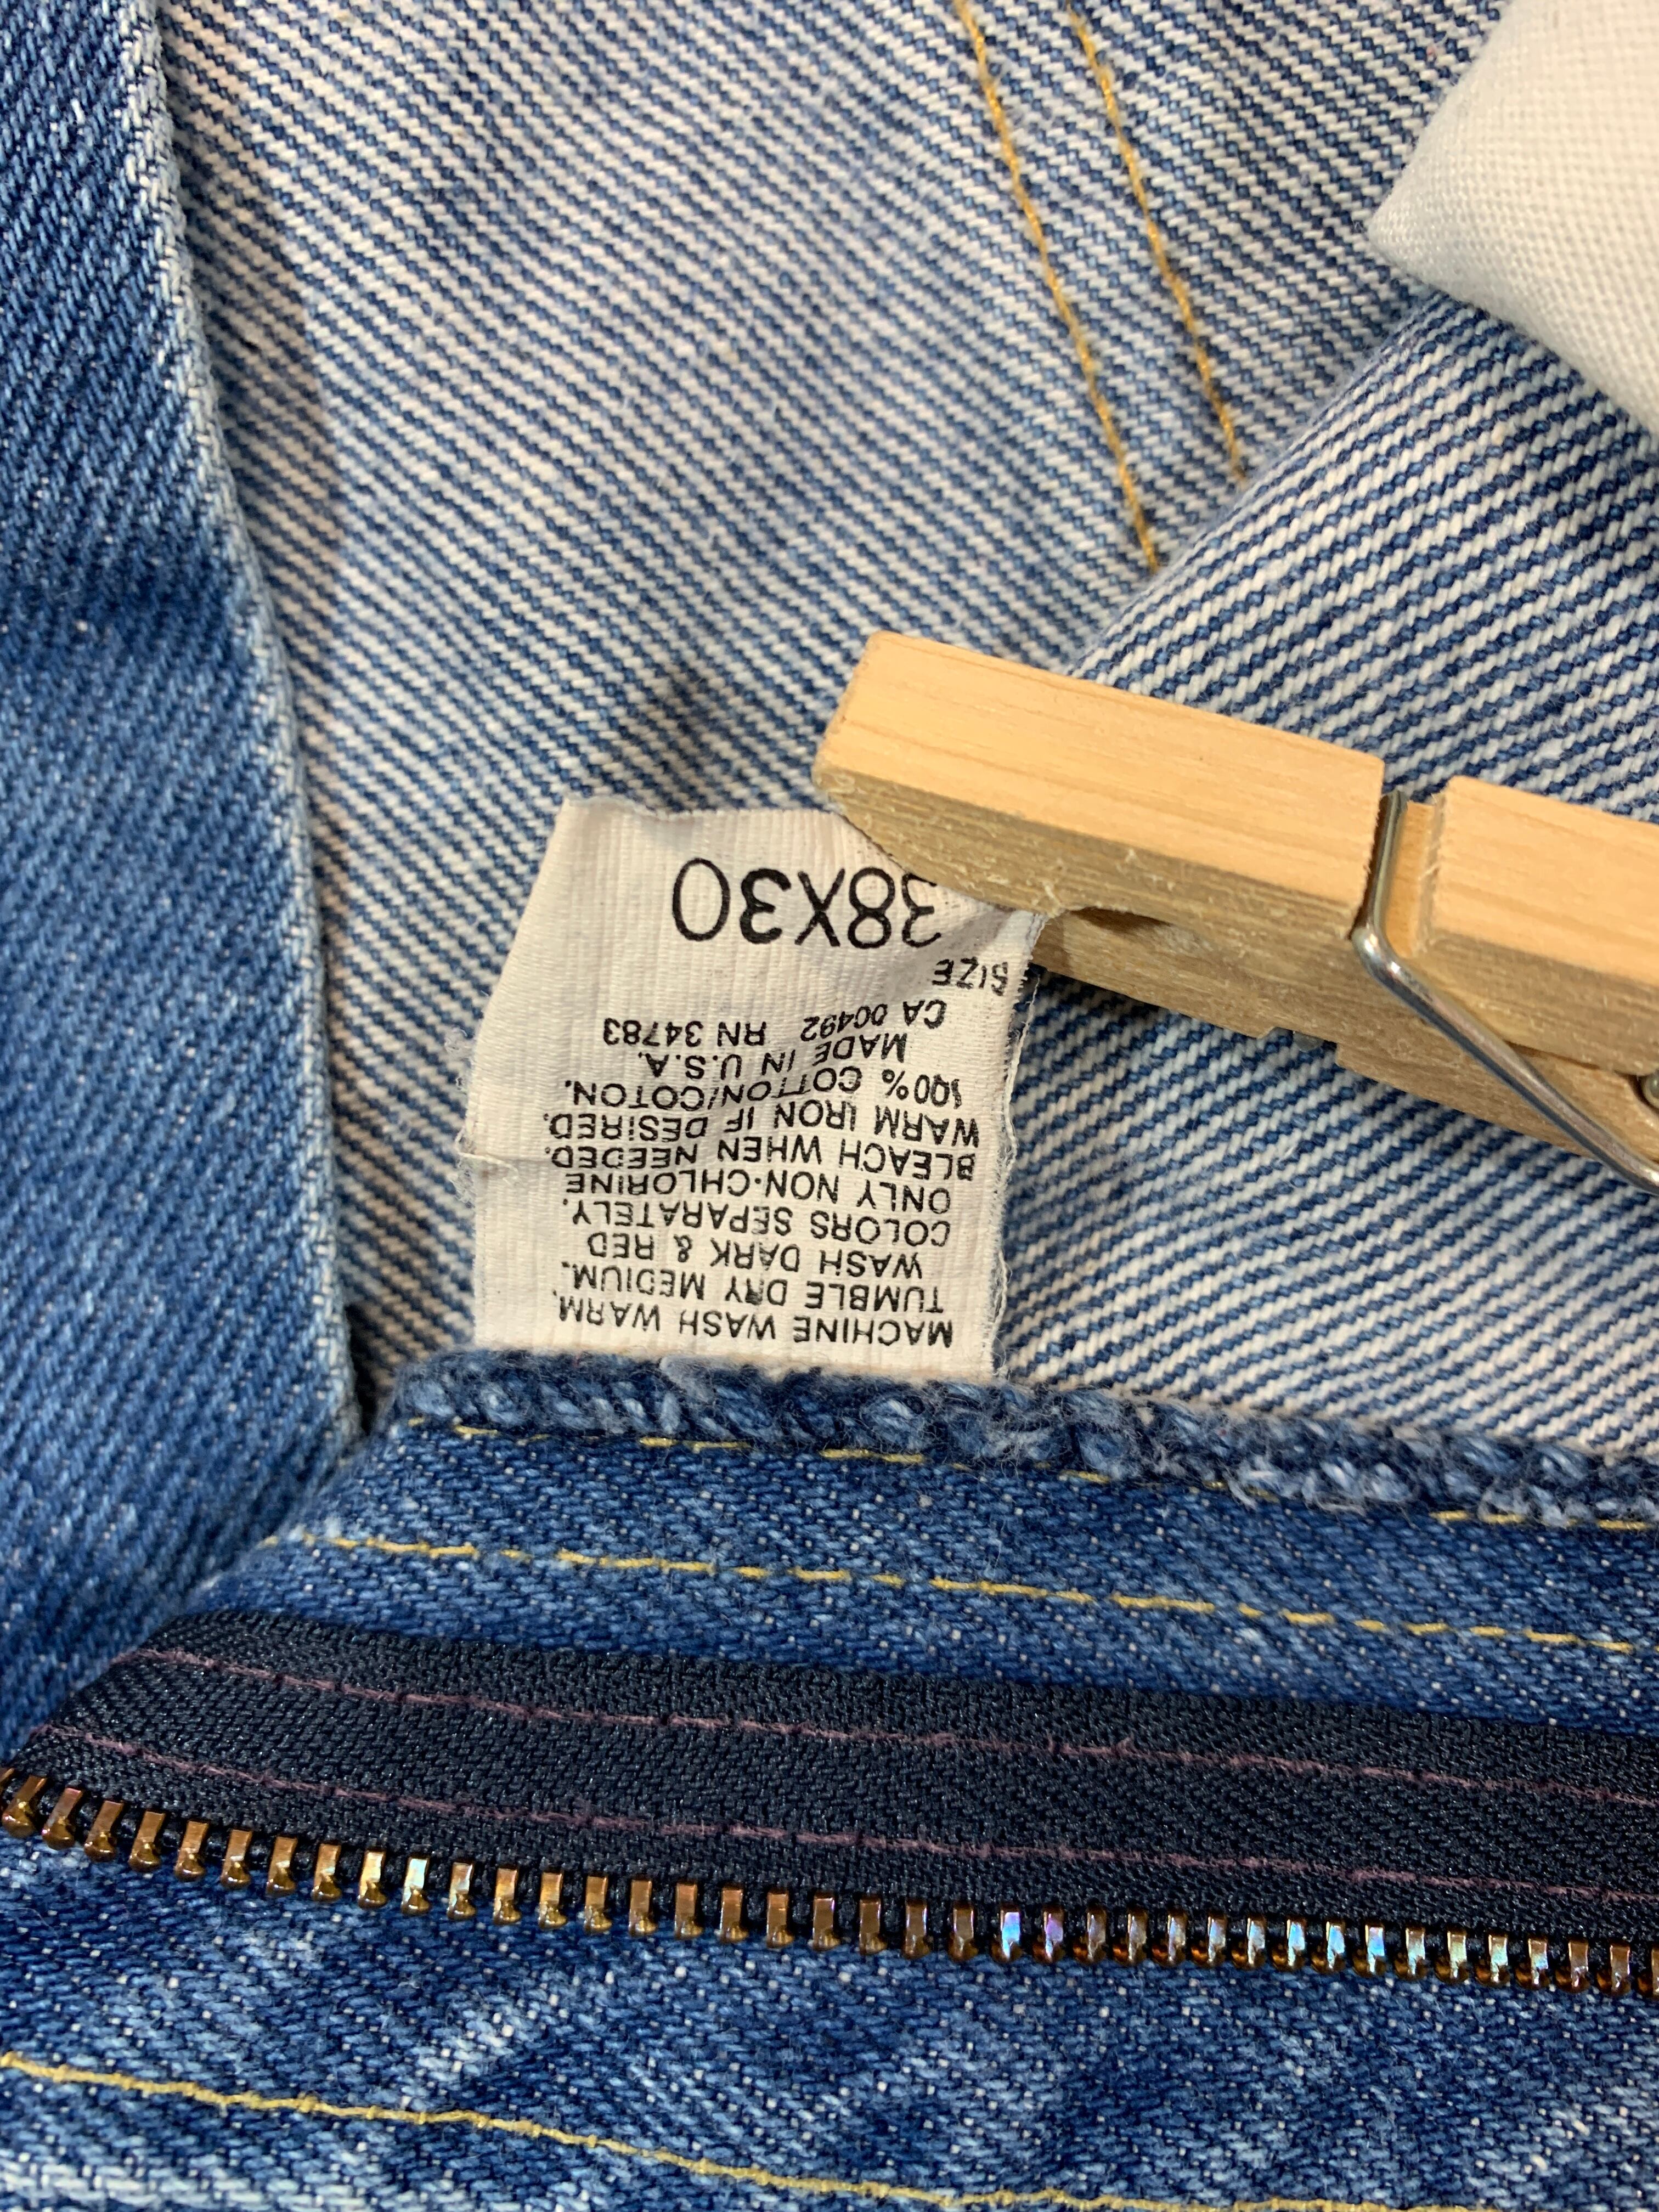 MACHINE WASH WARM.
TUMBLE DRY MEDIUM.
WASH DARK & RED
COLORS SEPARATELY.
ONLY NON-CHLORINE
BLEACH WHEN NEEDED.
WARM IRON IF DESIRED.
100% COTTON/COTON.
MADE IN U.S.A.
CA 00492 RN 34783
SIZE
38X30